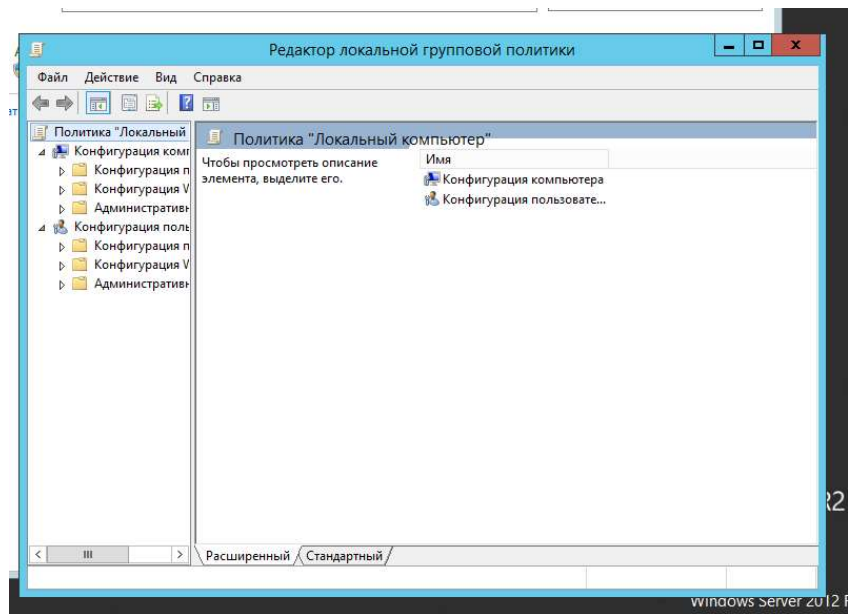 Редактор локальной групповой политики
Файл Действие Вид Справка
Политика "Локальный
Конфигурация комп
Конфигурация п
Конфигурация W
Административн
Конфигурация поль
Конфигурация п
Конфигурация W
Административн
Политика "Локальный компьютер"
Чтобы просмотреть описание
элемента, выделите его.
Имя
Конфигурация компьютера
Конфигурация пользовате...
Расширенный Стандартный
R2
Windows Server 2012 R